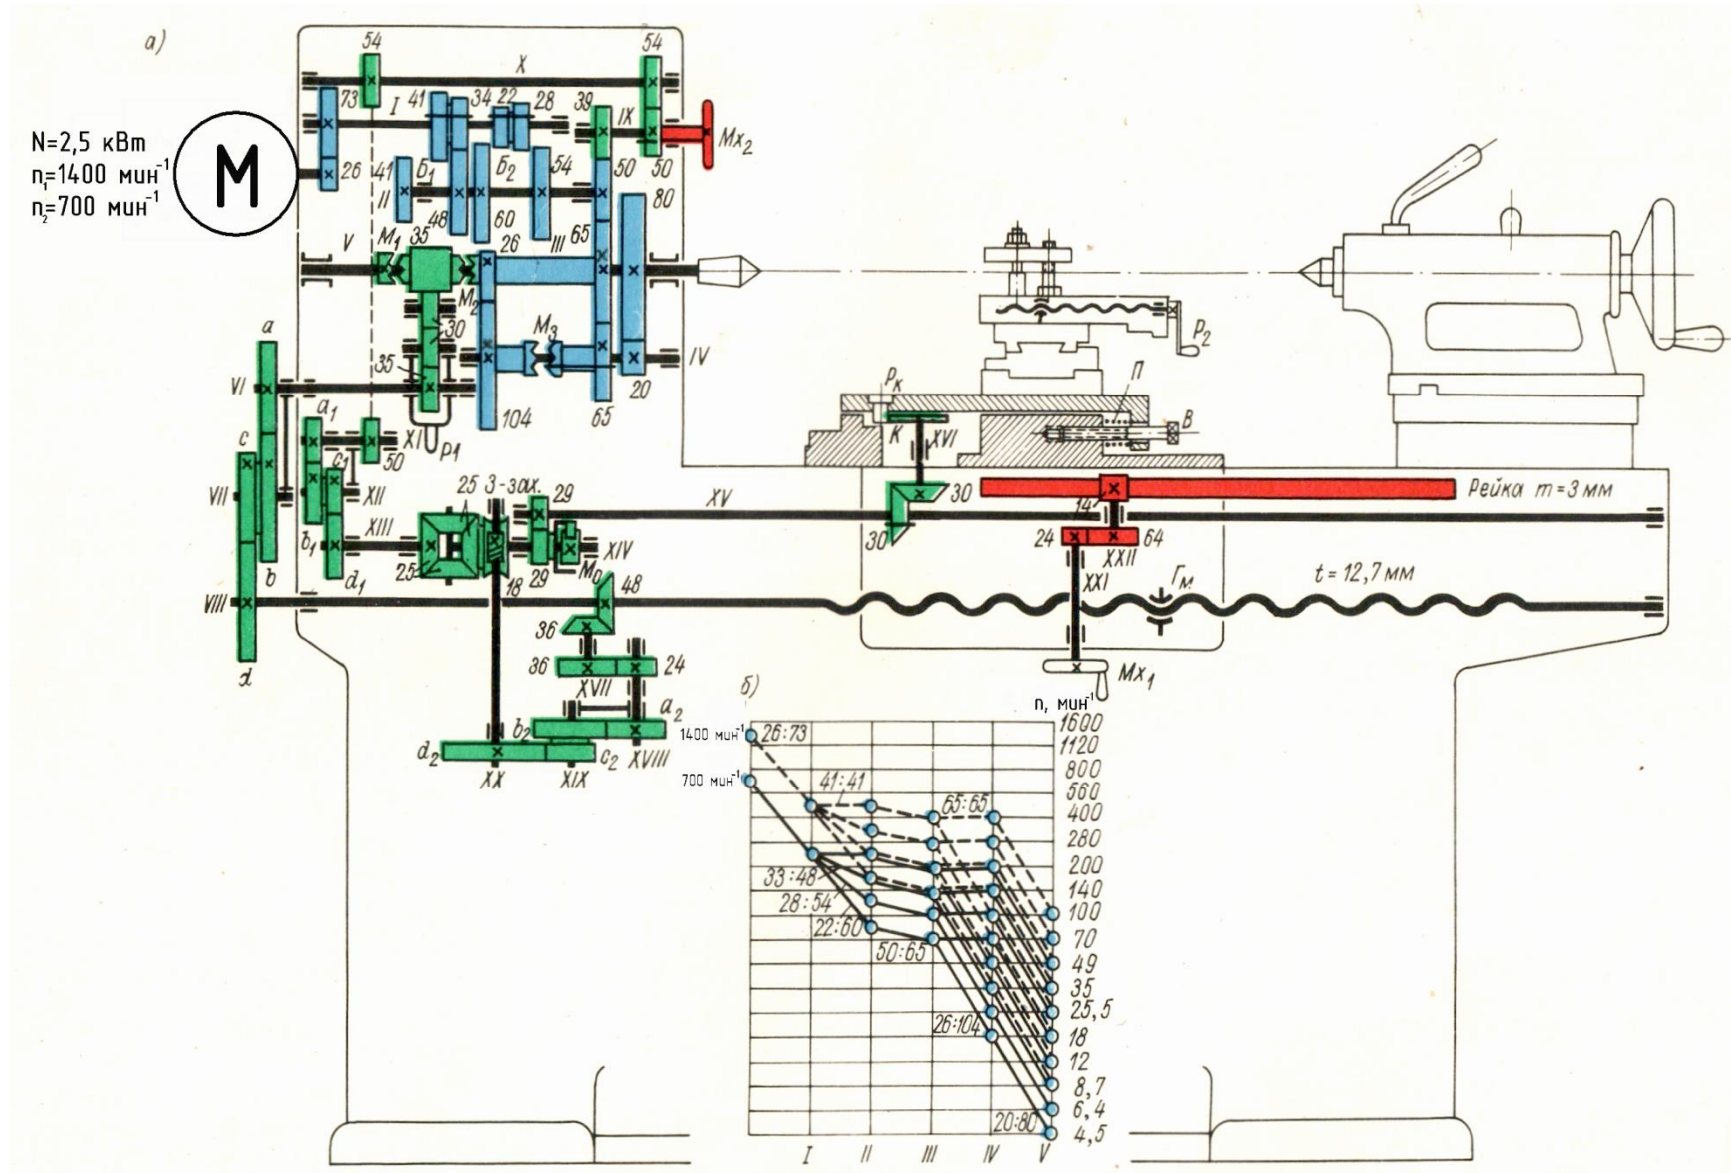 а)
54
54
X
73
I
41
34
22
28
39
IX
Мх₂
N=2,5 кВт
n₁=1400 мин⁻¹
n₂=700 мин⁻¹
М
26
41
Б₁
Б₂
54
50
50
II
48
60
III
65
80
V
М₁
35
26
М₂
30
М₃
IV
а
35
20
VI
104
65
P₂
Pк
П
К
XVI
В
a₁
XI
P₁
c
c₁
50
VII
XII
25
3-зах.
29
XV
30
14
Рейка m=3 мм
XIII
b₁
25
XIV
30
24
64
XXII
b
d₁
18
29
М₀
48
XXI
Гм
t=12,7 мм
VIII
36
d
36
24
XVII
Мх₁
б)
n, мин⁻¹
a₂
b₂
d₂
c₂
XVIII
XX
XIX
1400 мин⁻¹
26:73
1600
1120
700 мин⁻¹
800
41:41
560
65:65
400
280
33:48
200
140
28:54
100
22:60
70
50:65
49
35
25,5
26:104
18
12
8,7
6,4
20:80
4,5
I
II
III
IV
V